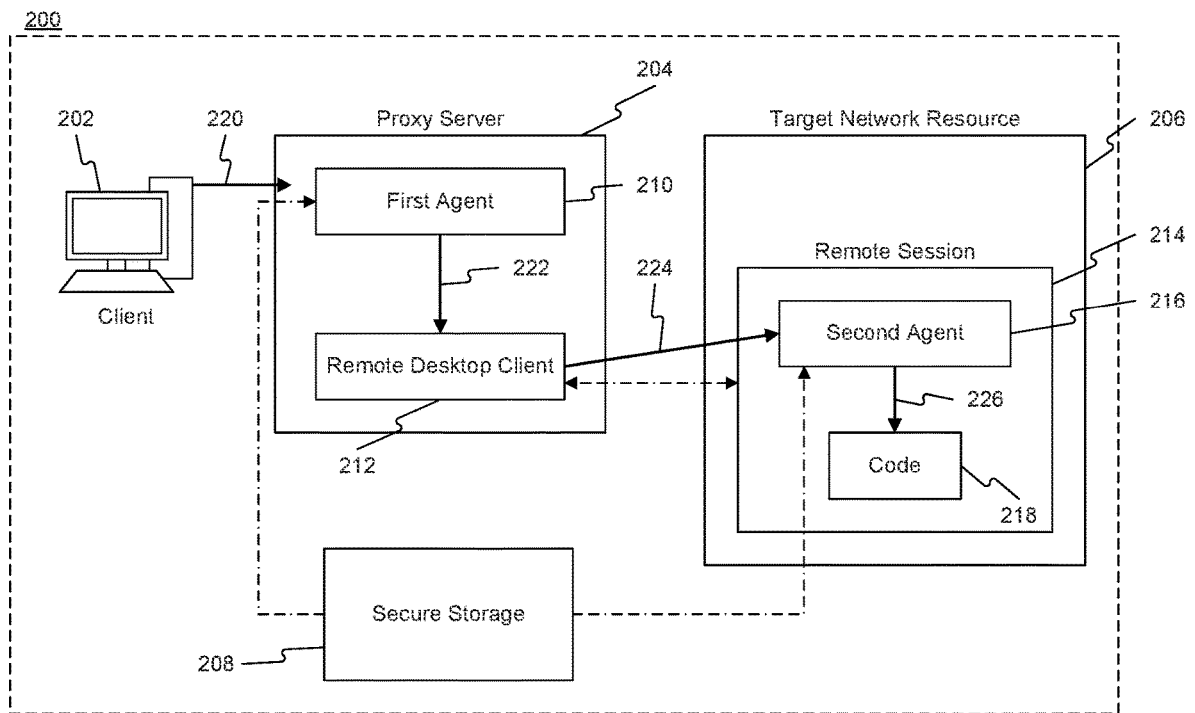 200
204
202
220
Proxy Server
Target Network Resource
206
First Agent
210
214
Remote Session
222
224
216
Client
Second Agent
Remote Desktop Client
226
212
Code
218
Secure Storage
208